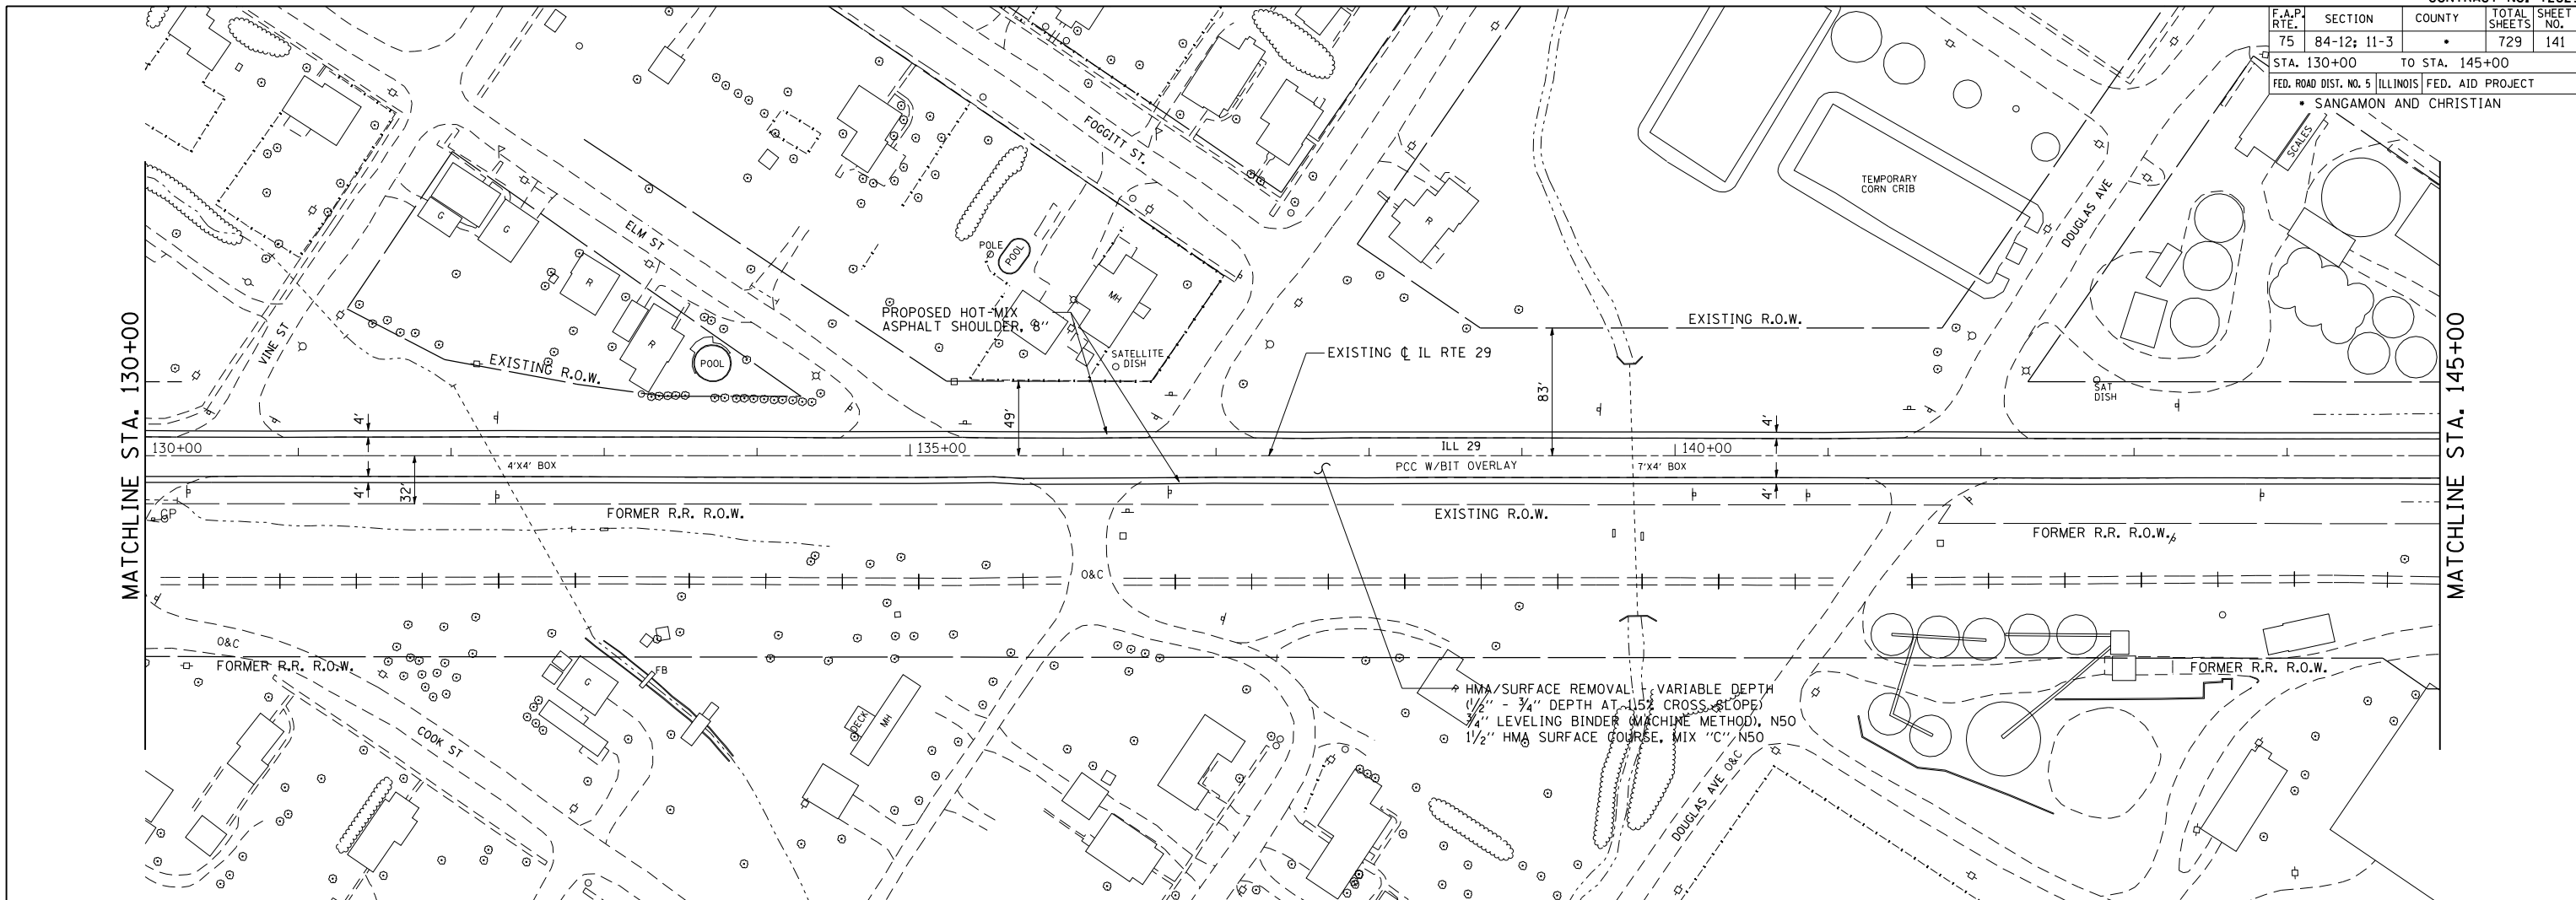 F.A.P. RTE. SECTION COUNTY TOTAL SHEETS SHEET NO.
75 84-12; 11-3 • 729 141
STA. 130+00 TO STA. 145+00
FED. ROAD DIST. NO. 5 ILLINOIS FED. AID PROJECT
• SANGAMON AND CHRISTIAN
SCALES
FOGGITT ST.
TEMPORARY
CORN CRIB
DOUGLAS AVE
G
G
R
ELM ST
POLE
POOL
MH
R
R
PROPOSED HOT-MIX
ASPHALT SHOULDER, 8"
SATELLITE
DISH
EXISTING R.O.W.
EXISTING ℄ IL RTE 29
VINE ST
EXISTING R.O.W.
POOL
SAT
DISH
MATCHLINE STA. 130+00
MATCHLINE STA. 145+00
4'
49'
83'
4'
130+00
135+00
ILL 29
140+00
4'X4' BOX
PCC W/BIT OVERLAY
7'X4' BOX
4'
32'
4'
GP
FORMER R.R. R.O.W.
EXISTING R.O.W.
FORMER R.R. R.O.W.
O&C
O&C
FORMER R.R. R.O.W.
FORMER R.R. R.O.W.
FB
G
DECK
MH
HMA/SURFACE REMOVAL - VARIABLE DEPTH
(1/2" - 3/4" DEPTH AT 1.5% CROSS-SLOPE)
3/4" LEVELING BINDER (MACHINE METHOD), N50
1 1/2" HMA SURFACE COURSE, MIX "C" N50
COOK ST
DOUGLAS AVE O&C